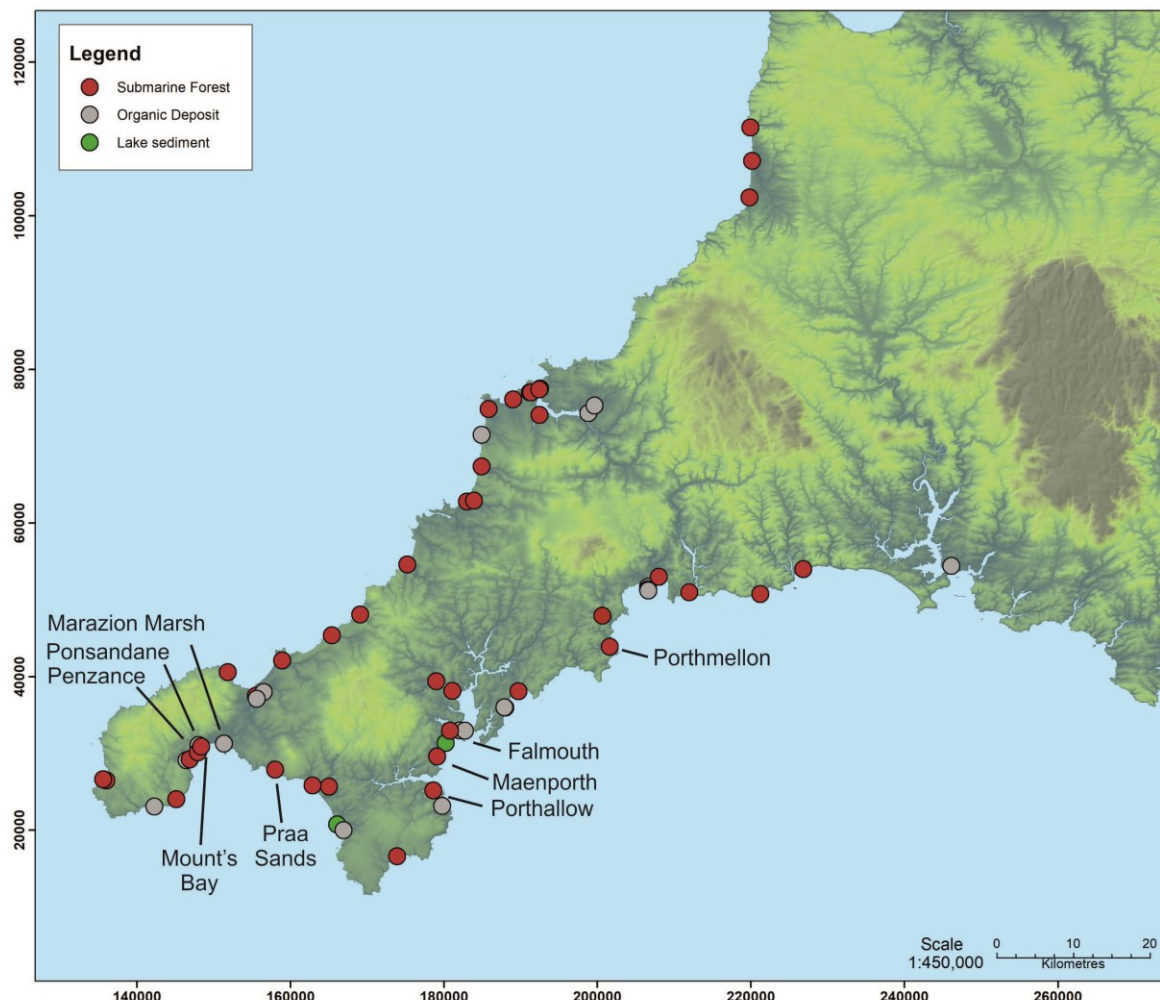 Legend
Submarine Forest
Organic Deposit
Lake sediment
120000
100000
80000
60000
40000
20000
Marazion Marsh
Ponsandane
Penzance
Mount's
Bay
Praa
Sands
Porthmellon
Falmouth
Maenporth
Porthallow
Scale
1:450,000
0 10 20
Kilometres
140000 160000 180000 200000 220000 240000 260000